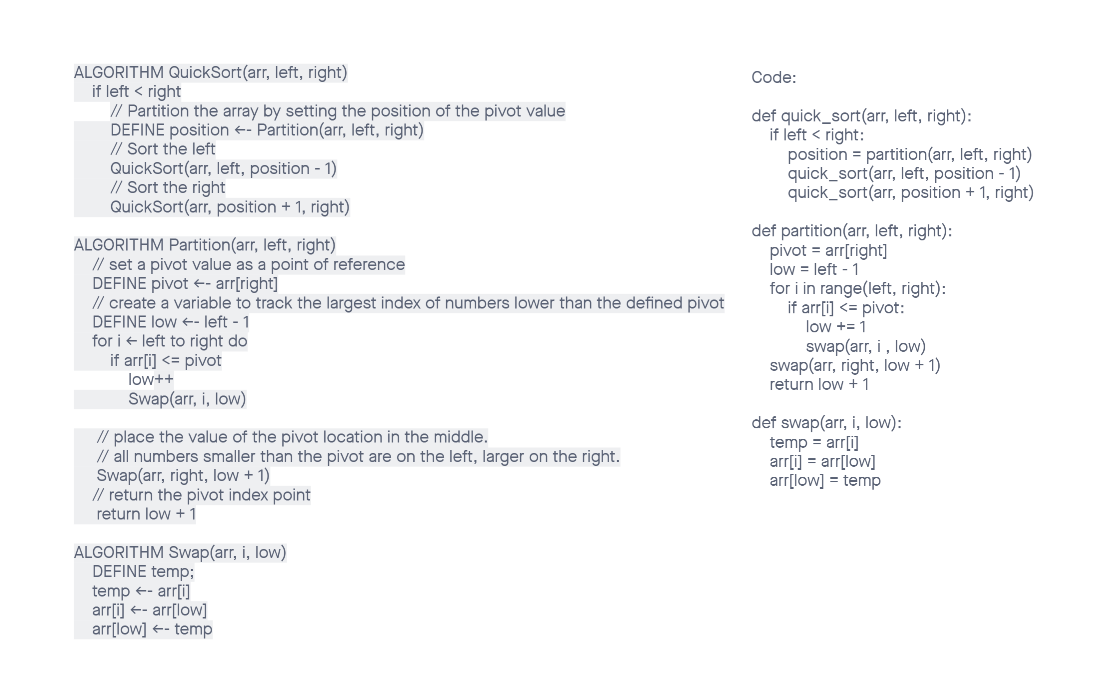 ALGORITHM QuickSort(arr, left, right)
if left < right
// Partition the array by setting the position of the pivot value
DEFINE position <-- Partition(arr, left, right)
// Sort the left
QuickSort(arr, left, position - 1)
// Sort the right
QuickSort(arr, position + 1, right)
ALGORITHM Partition(arr, left, right)
// set a pivot value as a point of reference
DEFINE pivot <-- arr[right]
// create a variable to track the largest index of numbers lower than the defined pivot
DEFINE low <-- left - 1
for i <- left to right do
if arr[i] <= pivot
low++
Swap(arr, i, low)
// place the value of the pivot location in the middle.
// all numbers smaller than the pivot are on the left, larger on the right.
Swap(arr, right, low + 1)
// return the pivot index point
return low + 1
ALGORITHM Swap(arr, i, low)
DEFINE temp;
temp <-- arr[i]
arr[i] <-- arr[low]
arr[low] <-- temp
Code:
def quick_sort(arr, left, right):
if left < right:
position = partition(arr, left, right)
quick_sort(arr, left, position - 1)
quick_sort(arr, position + 1, right)
def partition(arr, left, right):
pivot = arr[right]
low = left - 1
for i in range(left, right):
if arr[i] <= pivot:
low += 1
swap(arr, i , low)
swap(arr, right, low + 1)
return low + 1
def swap(arr, i, low):
temp = arr[i]
arr[i] = arr[low]
arr[low] = temp